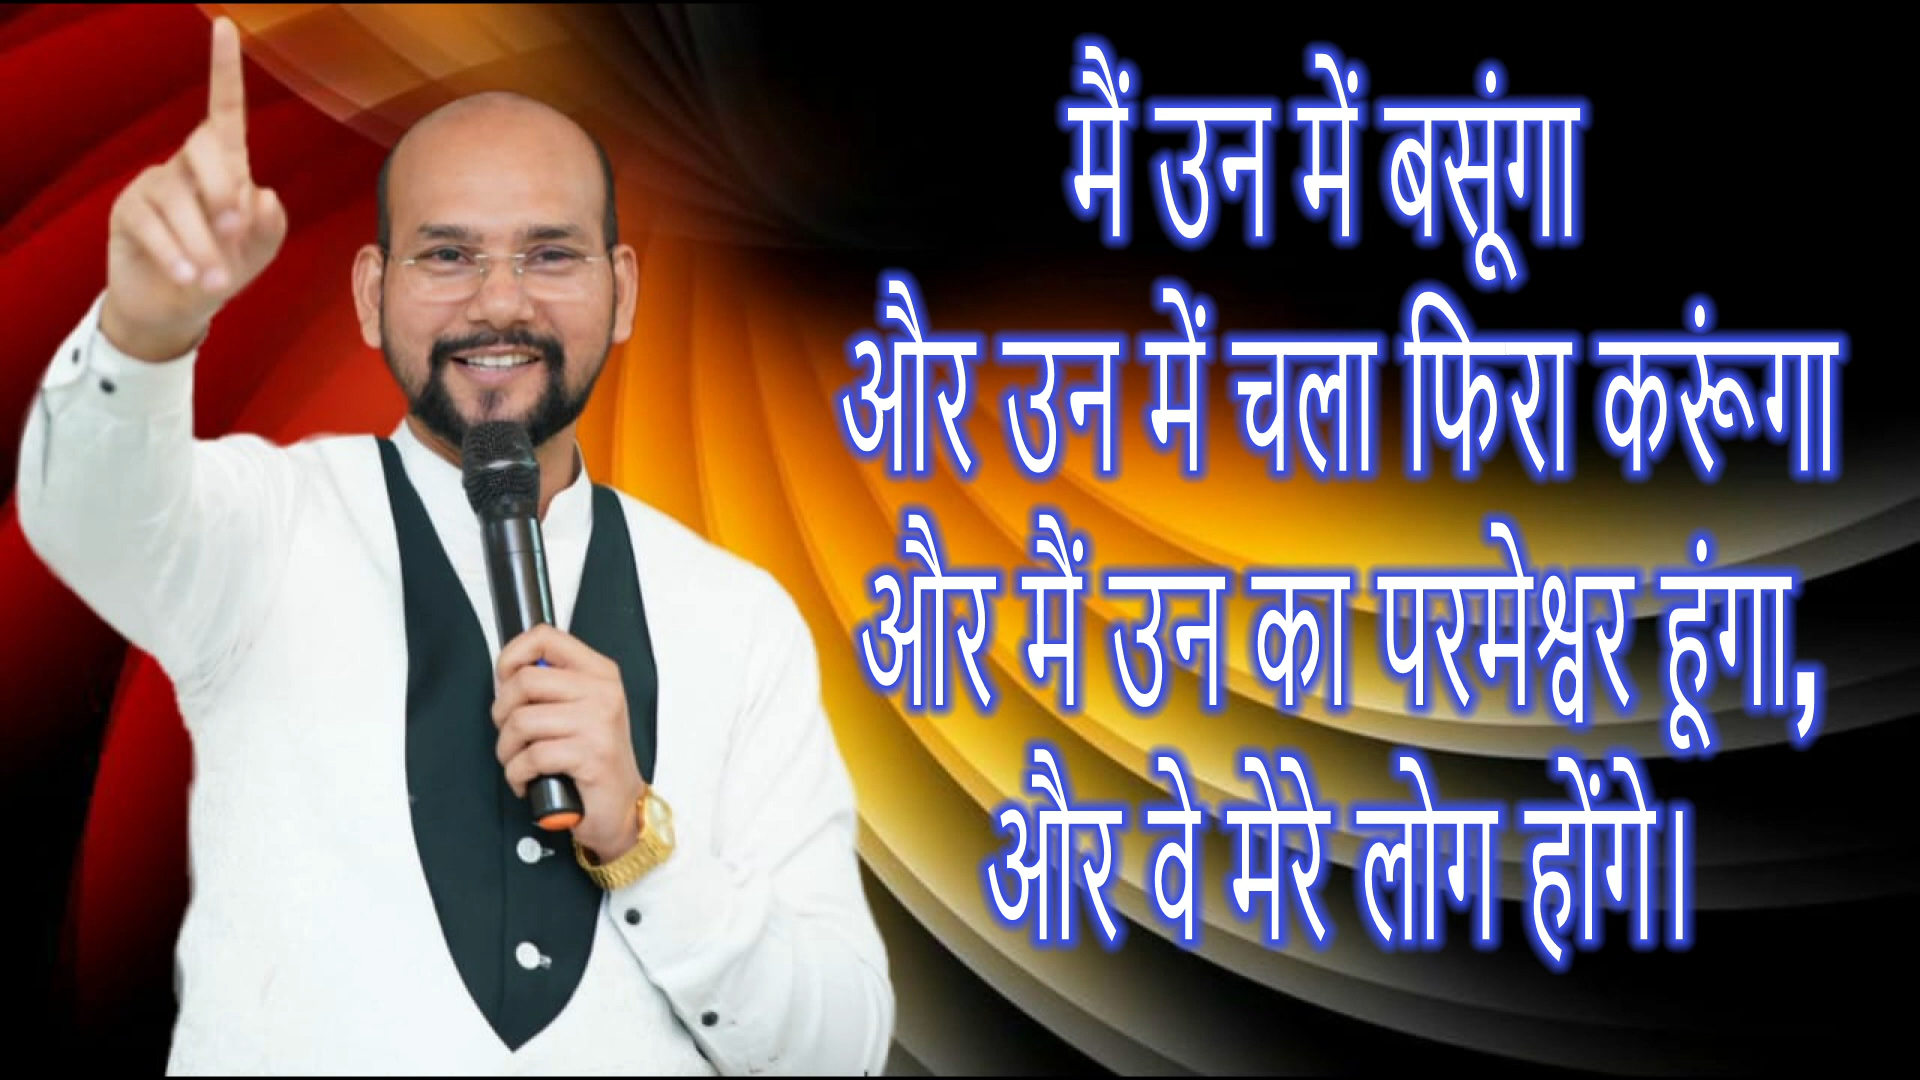 मैं उन में बसूंगा
और उन में चला फिरा करूंगा
और मैं उन का परमेश्वर हूंगा,
और वे मेरे लोग होंगे।